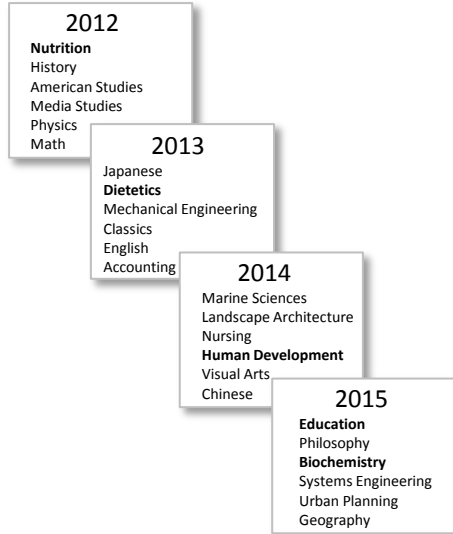 2012
Nutrition
History
American Studies
Media Studies
Physics
Math
2013
Japanese
Dietetics
Mechanical Engineering
Classics
English
Accounting
2014
Marine Sciences
Landscape Architecture
Nursing
Human Development
Visual Arts
Chinese
2015
Education
Philosophy
Biochemistry
Systems Engineering
Urban Planning
Geography